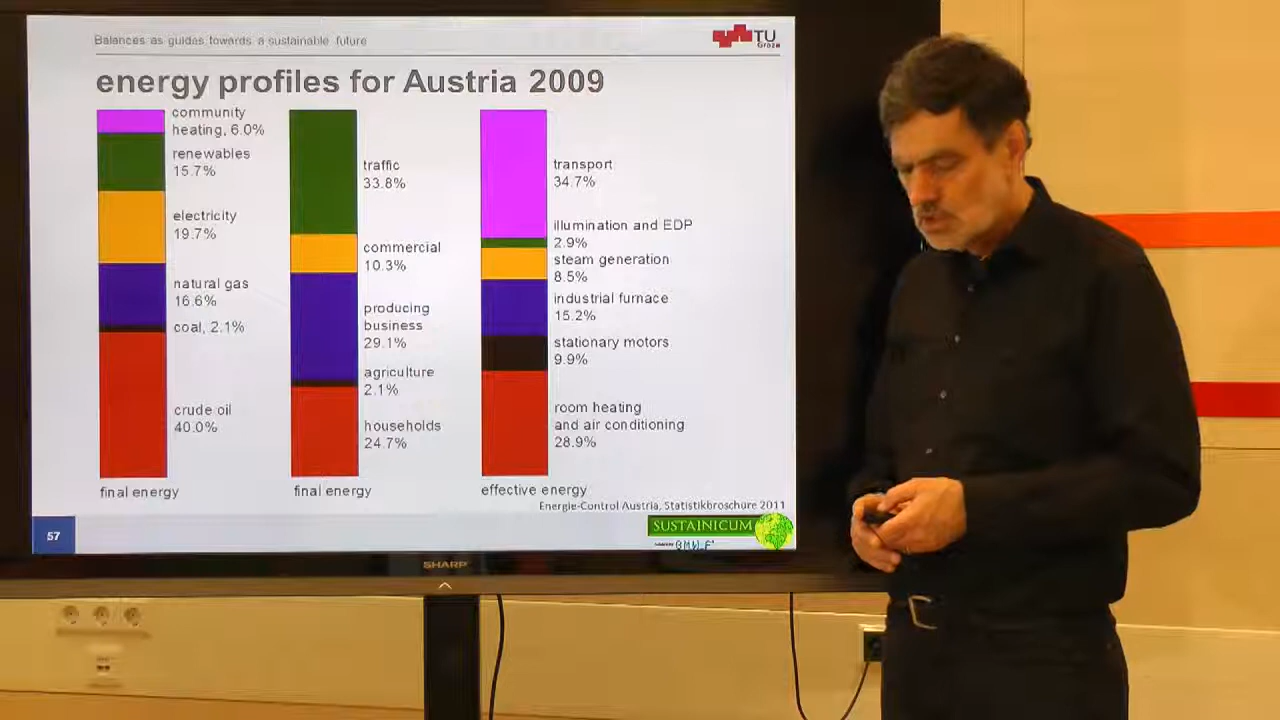 Balances as guides towards a sustainable future
TU
Graz
energy profiles for Austria 2009
community
heating, 6.0%
renewables
15.7%
electricity
19.7%
natural gas
16.6%
coal, 2.1%
crude oil
40.0%
final energy
traffic
33.8%
commercial
10.3%
producing
business
29.1%
agriculture
2.1%
households
24.7%
final energy
transport
34.7%
illumination and EDP
2.9%
steam generation
8.5%
industrial furnace
15.2%
stationary motors
9.9%
room heating
and air conditioning
28.9%
effective energy
Energie-Control Austria, Statistikbroschüre 2011
57
SUSTAINICUM
SHARP